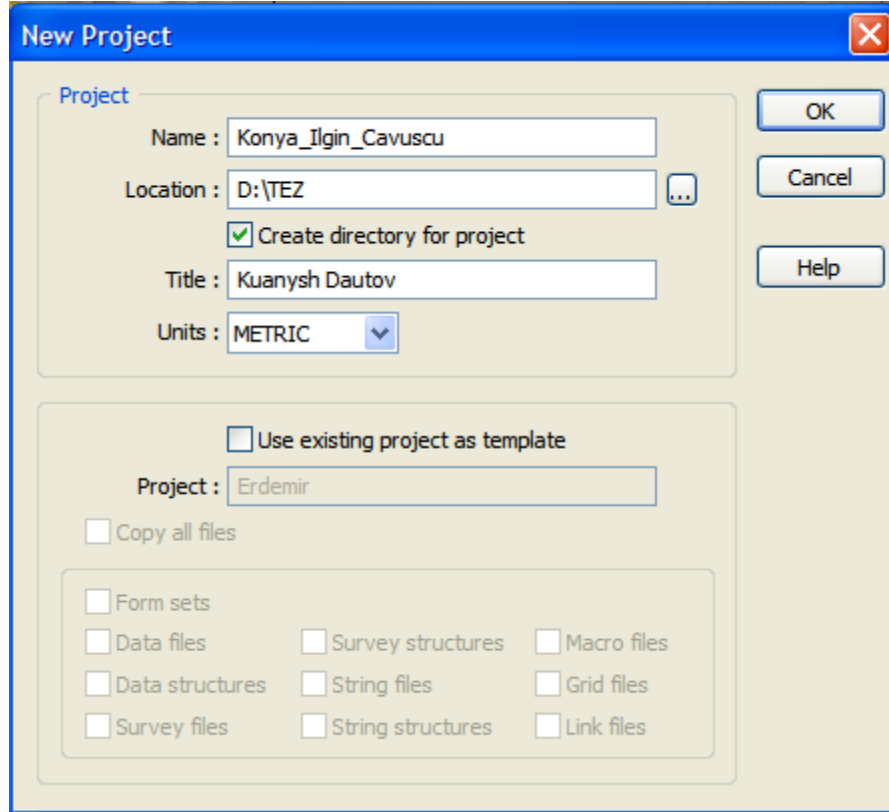 New Project
Project
OK
Name : Konya_Ilgin_Cavuscu
Location : D:\TEZ ...
Cancel
Create directory for project
Title : Kuanysh Dautov
Help
Units : METRIC
Use existing project as template
Project : Erdemir
Copy all files
Form sets
Data files Survey structures Macro files
Data structures String files Grid files
Survey files String structures Link files